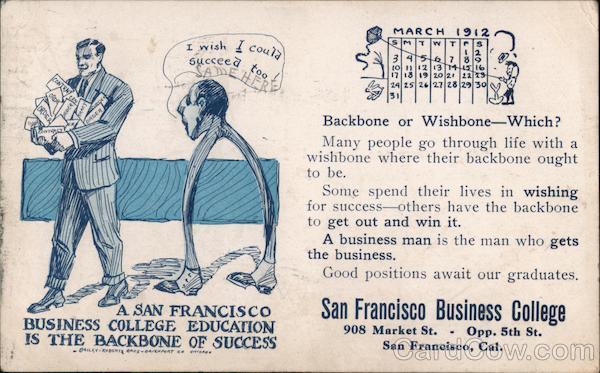 I wish I could
succeed too.
SAME HERE
A SAN FRANCISCO
BUSINESS COLLEGE EDUCATION
IS THE BACKBONE OF SUCCESS
MARCH 1912
S M T W T F S
1 2
3 4 5 6 7 8 9
10 11 12 13 14 15 16
17 18 19 20 21 22 23
24 25 26 27 28 29 30
31
Backbone or Wishbone—Which?
Many people go through life with a
wishbone where their backbone ought
to be.
Some spend their lives in wishing
for success—others have the backbone
to get out and win it.
A business man is the man who gets
the business.
Good positions await our graduates.
San Francisco Business College
908 Market St. - Opp. 5th St.
San Francisco, Cal.
CardCow.com